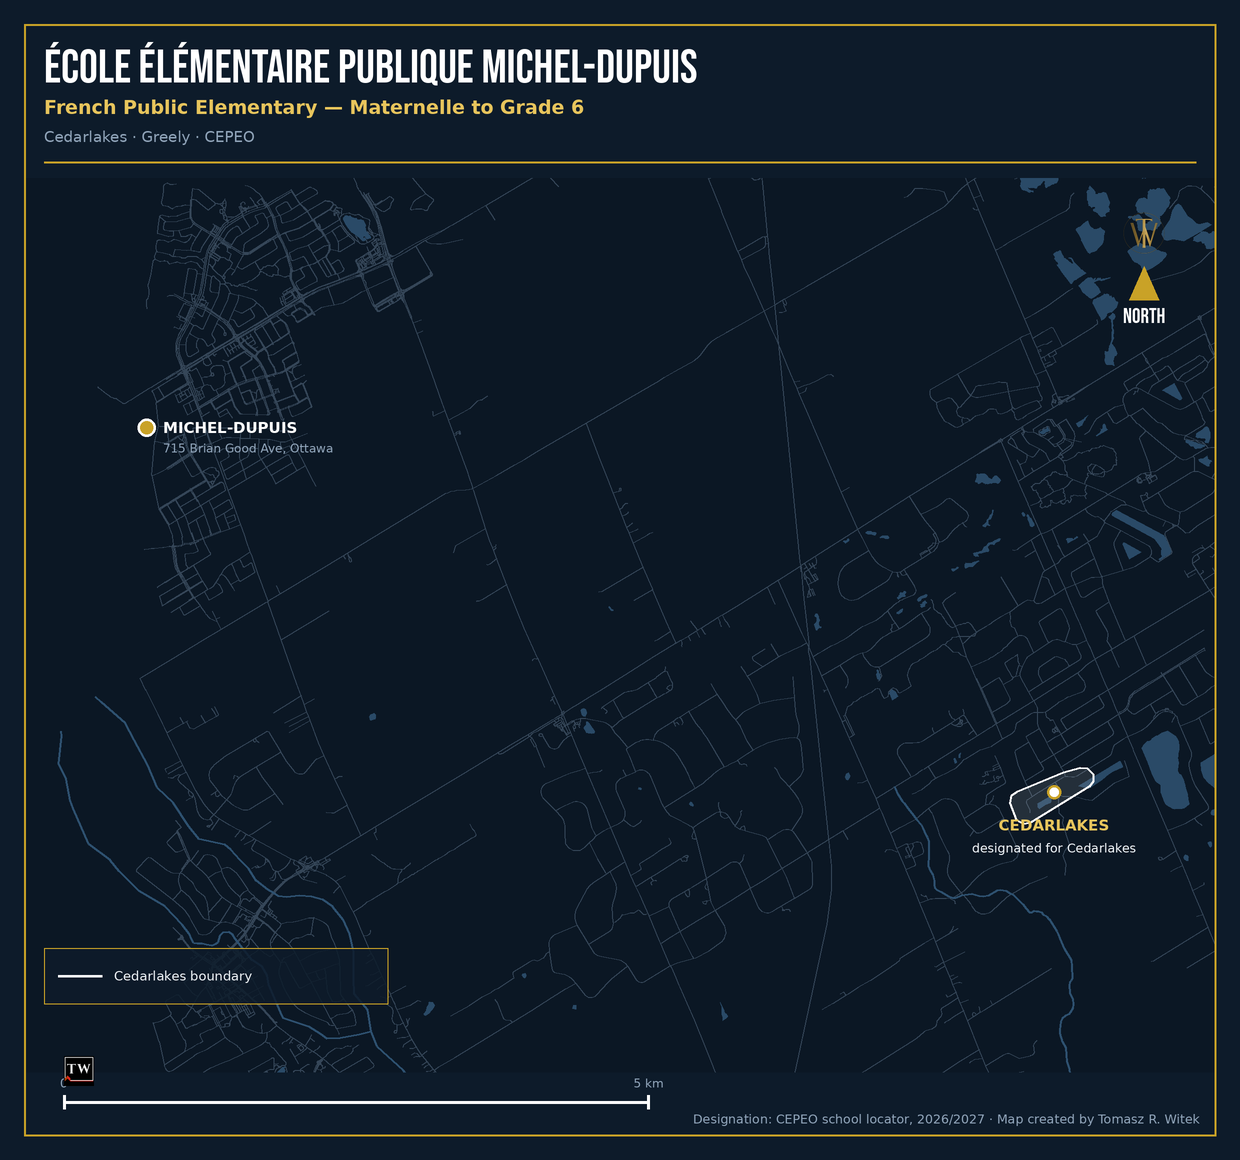 ÉCOLE ÉLÉMENTAIRE PUBLIQUE MICHEL-DUPUIS
French Public Elementary — Maternelle to Grade 6
Cedarlakes · Greely · CEPEO
TW
NORTH
MICHEL-DUPUIS
715 Brian Good Ave, Ottawa
CEDARLAKES
designated for Cedarlakes
Cedarlakes boundary
TW
5 km
Designation: CEPEO school locator, 2026/2027 · Map created by Tomasz R. Witek